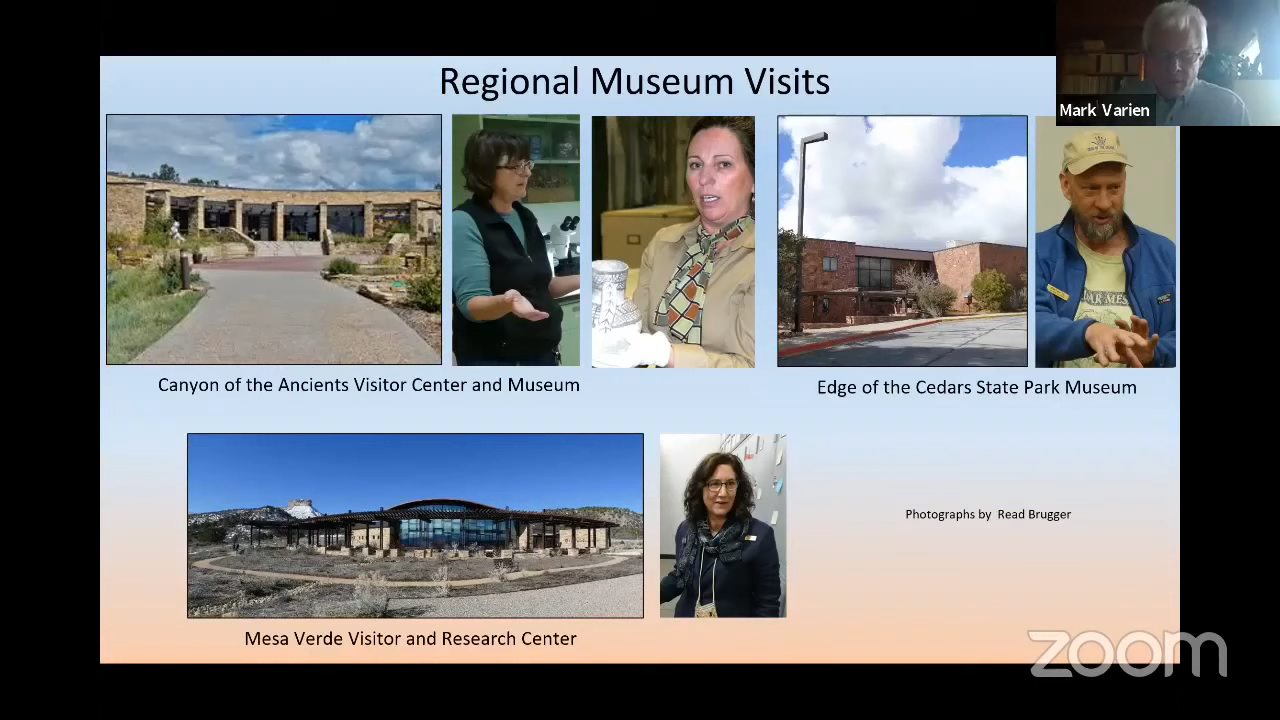 Regional Museum Visits
Mark Varien
Canyon of the Ancients Visitor Center and Museum
Edge of the Cedars State Park Museum
Photographs by Read Brugger
Mesa Verde Visitor and Research Center
zoom